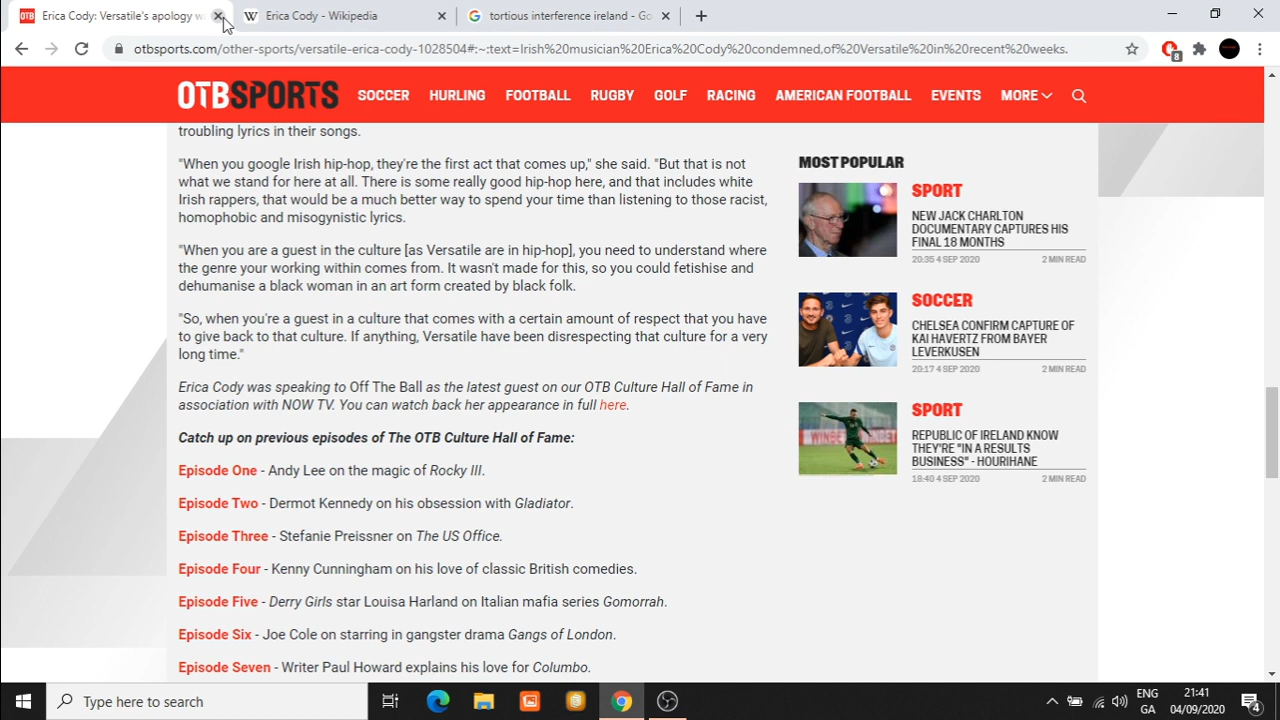 Erica Cody: Versatile's apology w
Erica Cody - Wikipedia
tortious interference ireland - Go
otbsports.com/other-sports/versatile-erica-cody-1028504#:~:text=Irish%20musician%20Erica%20Cody%20condemned,of%20Versatile%20in%20recent%20weeks.
8
OTBSPORTS SOCCER HURLING FOOTBALL RUGBY GOLF RACING AMERICAN FOOTBALL EVENTS MORE
troubling lyrics in their songs.
"When you google Irish hip-hop, they're the first act that comes up," she said. "But that is not
what we stand for here at all. There is some really good hip-hop here, and that includes white
Irish rappers, that would be a much better way to spend your time than listening to those racist,
homophobic and misogynistic lyrics.
"When you are a guest in the culture [as Versatile are in hip-hop], you need to understand where
the genre your working within comes from. It wasn't made for this, so you could fetishise and
dehumanise a black woman in an art form created by black folk.
"So, when you're a guest in a culture that comes with a certain amount of respect that you have
to give back to that culture. If anything, Versatile have been disrespecting that culture for a very
long time."
Erica Cody was speaking to Off The Ball as the latest guest on our OTB Culture Hall of Fame in
association with NOW TV. You can watch back her appearance in full here.
Catch up on previous episodes of The OTB Culture Hall of Fame:
Episode One - Andy Lee on the magic of Rocky III.
Episode Two - Dermot Kennedy on his obsession with Gladiator.
Episode Three - Stefanie Preissner on The US Office.
Episode Four - Kenny Cunningham on his love of classic British comedies.
Episode Five - Derry Girls star Louisa Harland on Italian mafia series Gomorrah.
Episode Six - Joe Cole on starring in gangster drama Gangs of London.
Episode Seven - Writer Paul Howard explains his love for Columbo.
MOST POPULAR
SPORT
NEW JACK CHARLTON
DOCUMENTARY CAPTURES HIS
FINAL 18 MONTHS
20:35 4 SEP 2020 2 MIN READ
SOCCER
CHELSEA CONFIRM CAPTURE OF
KAI HAVERTZ FROM BAYER
LEVERKUSEN
20:17 4 SEP 2020 2 MIN READ
SPORT
REPUBLIC OF IRELAND KNOW
THEY'RE "IN A RESULTS
BUSINESS" - HOURIHANE
18:40 4 SEP 2020 2 MIN READ
Type here to search
ENG
GA
21:41
04/09/2020
4